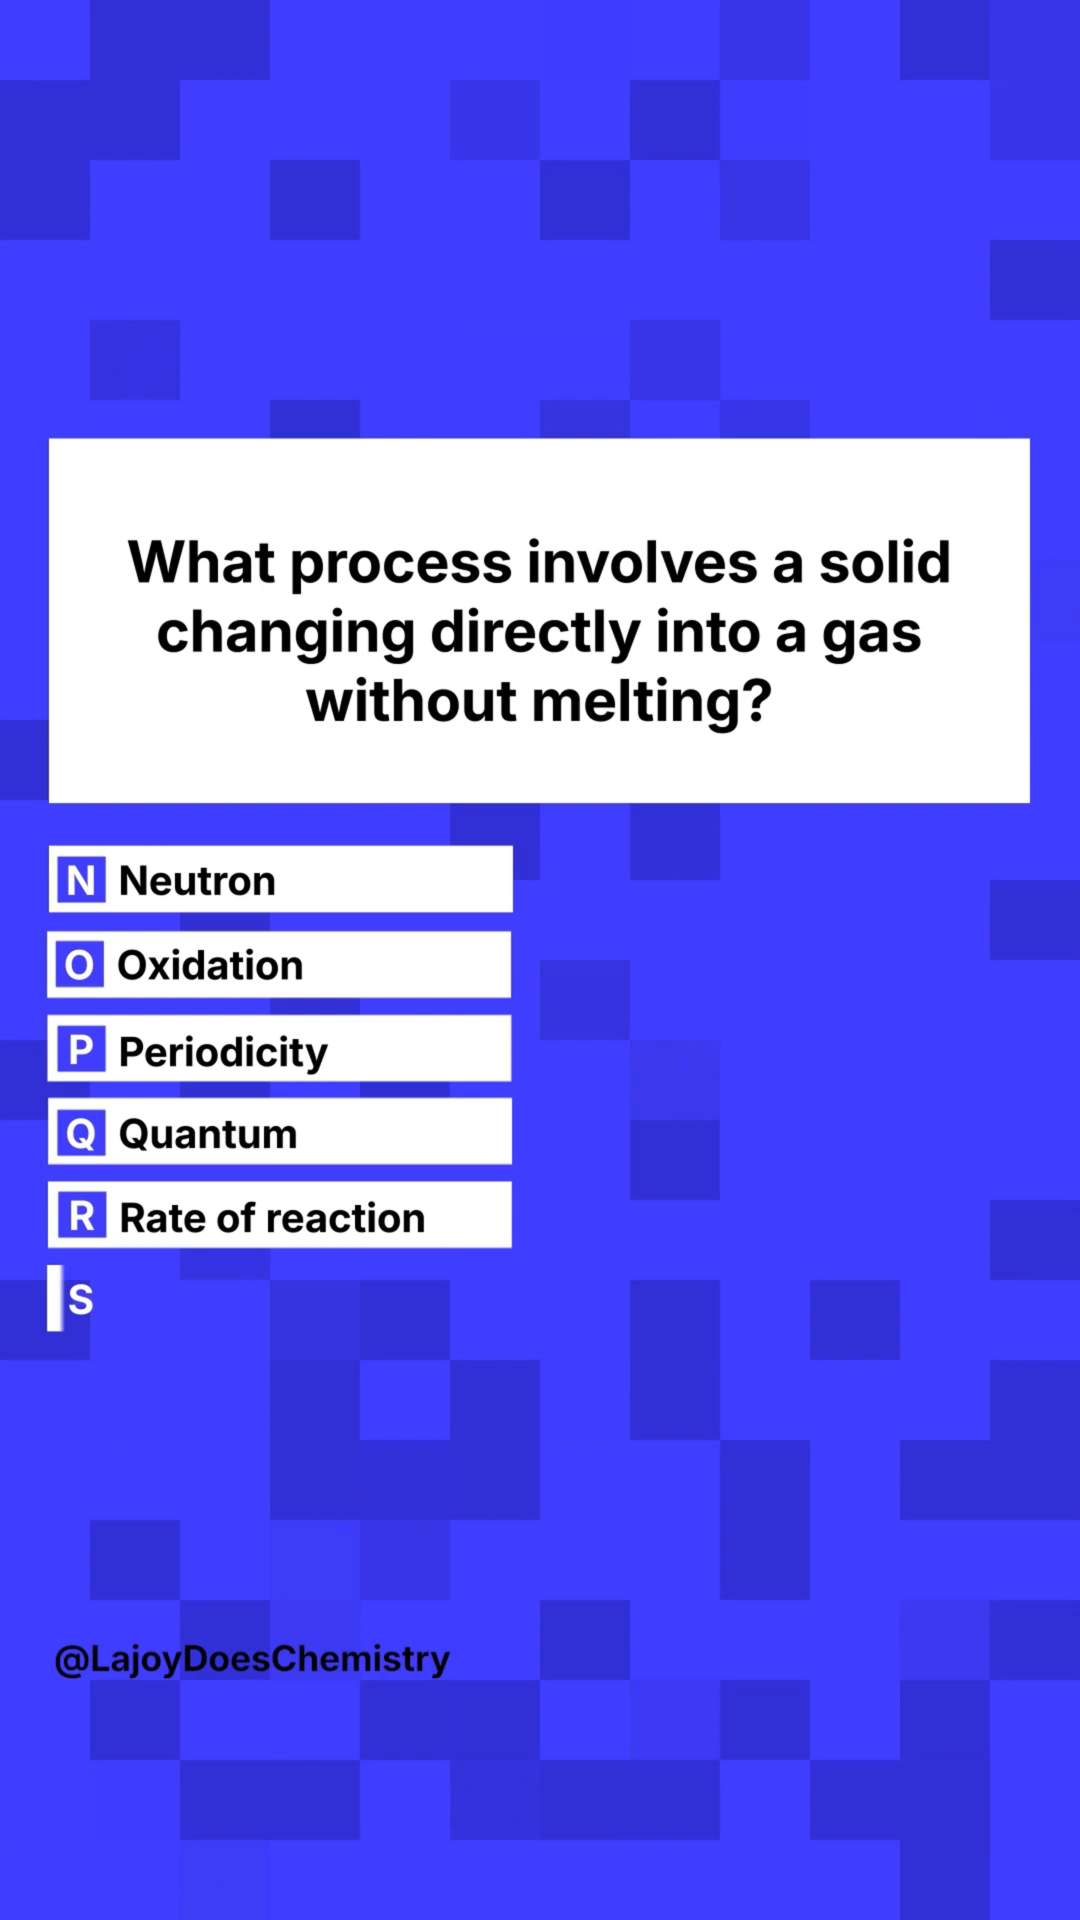 What process involves a solid
changing directly into a gas
without melting?
N Neutron
O Oxidation
P Periodicity
Q Quantum
R Rate of reaction
S
@LajoyDoesChemistry